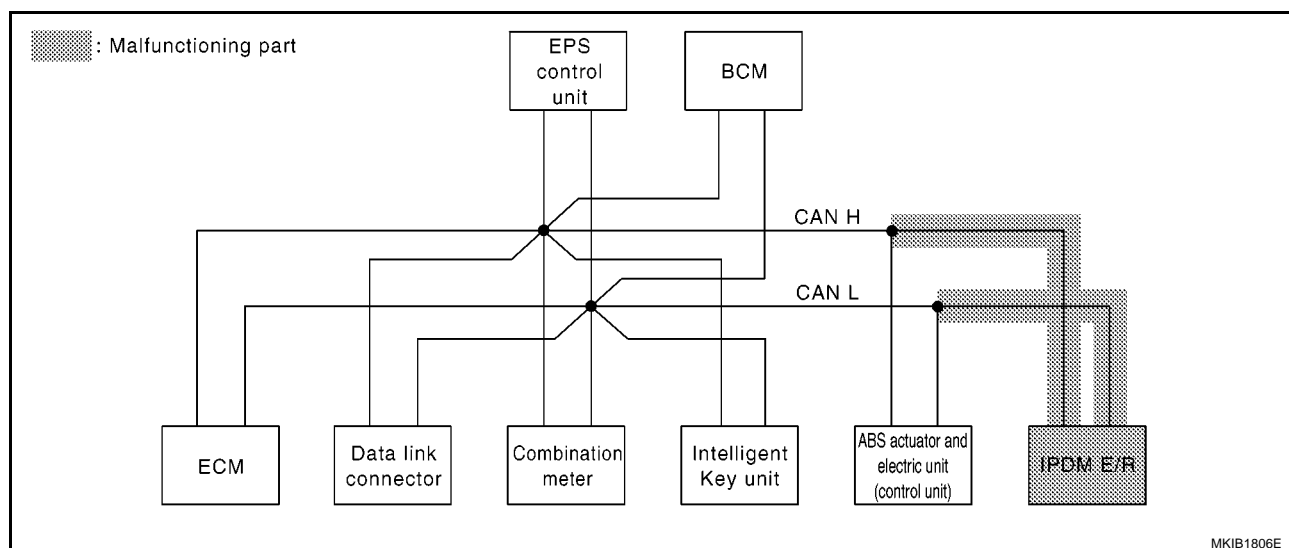 : Malfunctioning part
EPS
control
unit
BCM
CAN H
CAN L
ECM
Data link
connector
Combination
meter
Intelligent
Key unit
ABS actuator and
electric unit
(control unit)
IPDM E/R
MKIB1806E